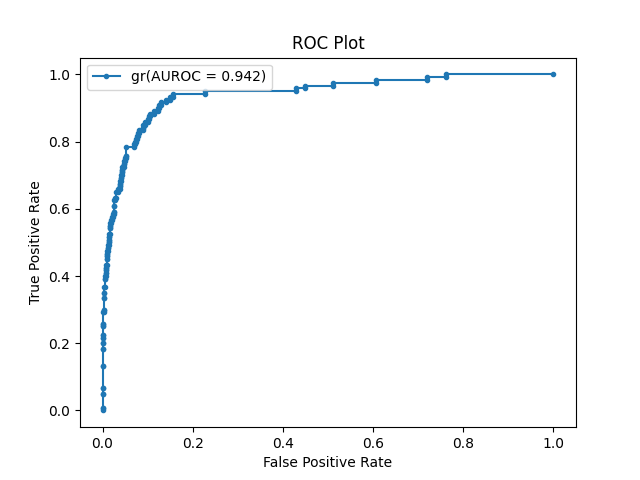 ROC Plot
gr(AUROC = 0.942)
1.0
0.8
0.6
0.4
0.2
0.0
True Positive Rate
0.0 0.2 0.4 0.6 0.8 1.0
False Positive Rate